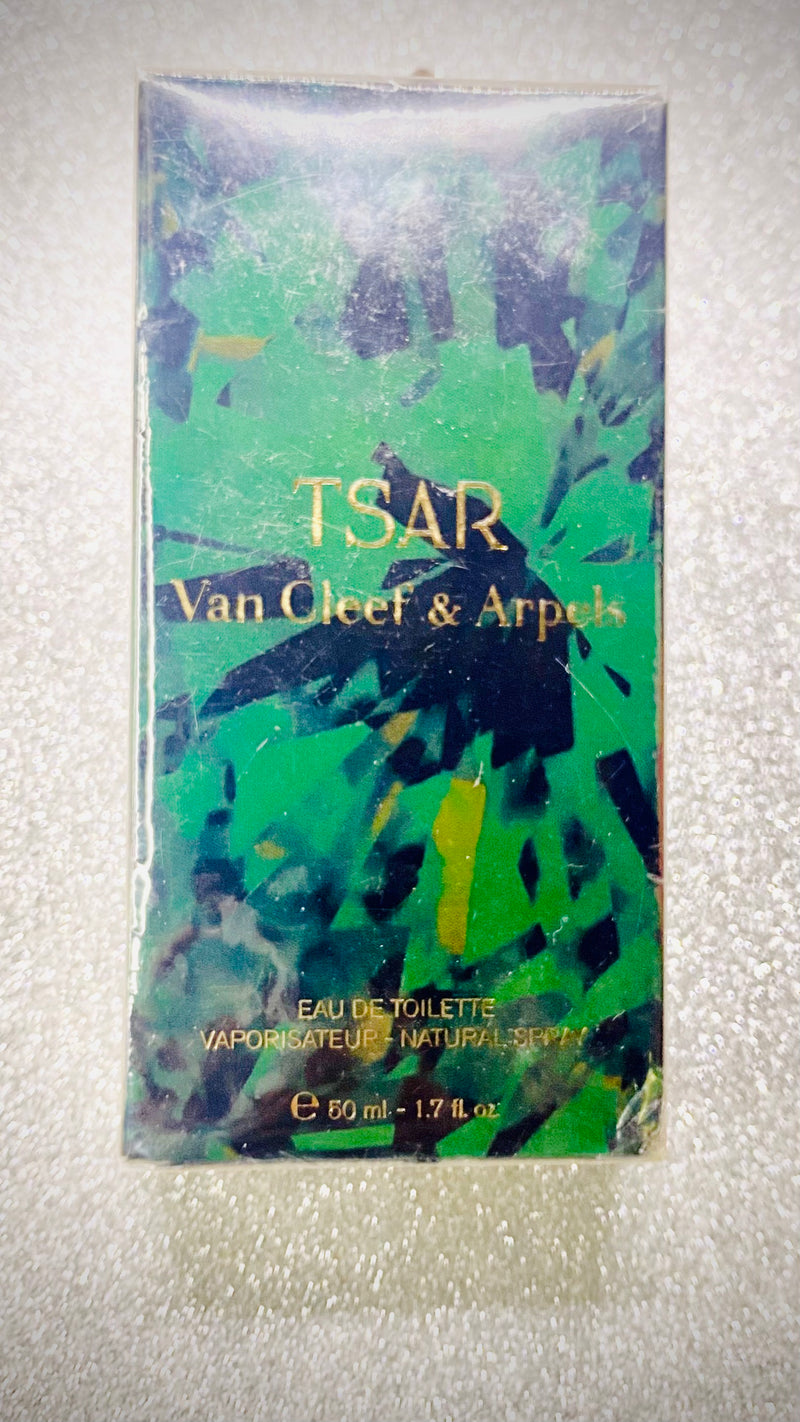 TSAR
Van Cleef & Arpels
EAU DE TOILETTE
VAPORISATEUR - NATURAL SPRAY
e 50 ml - 1.7 fl. oz